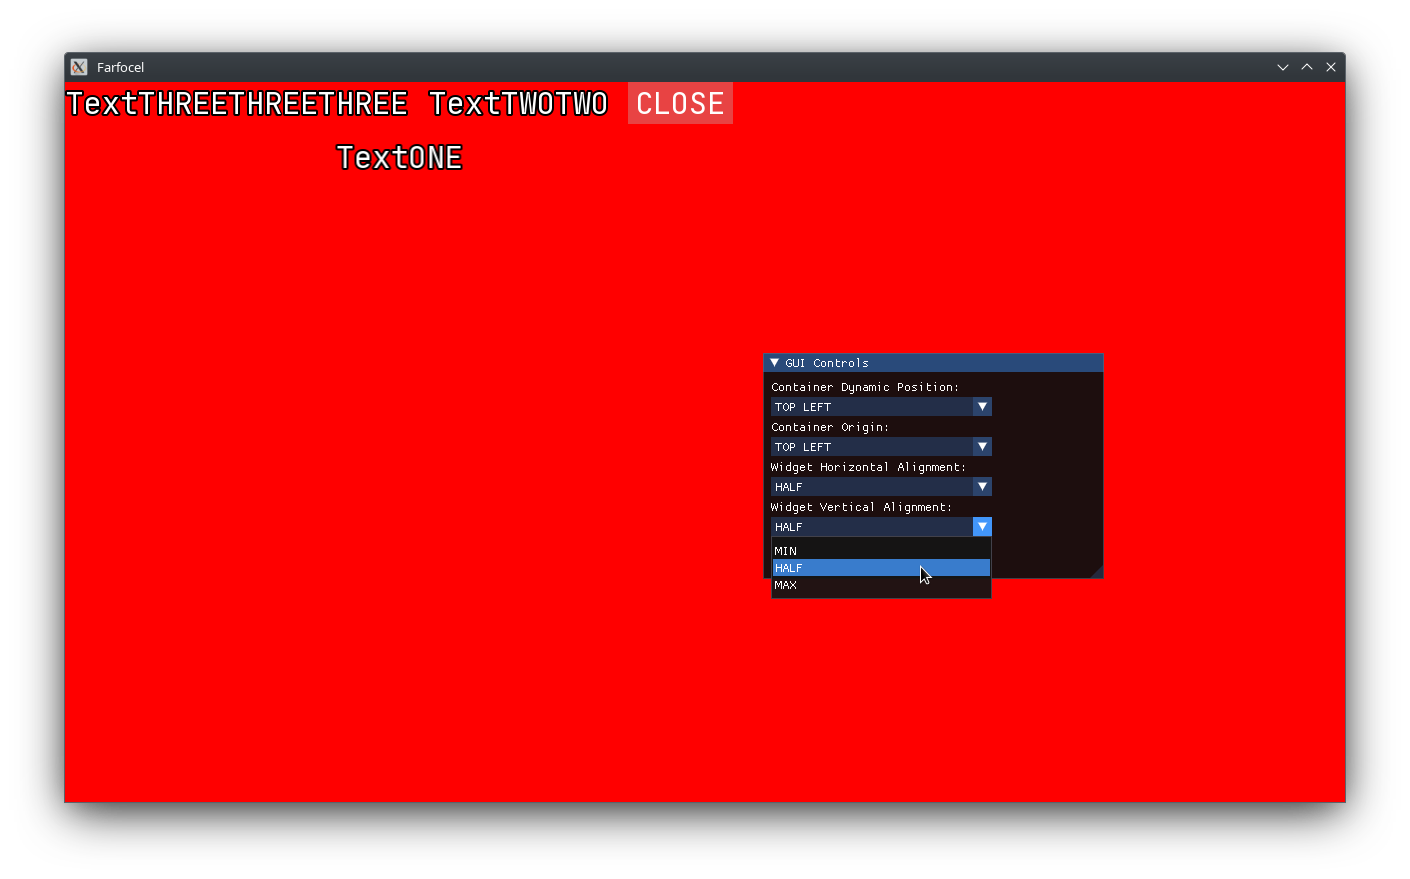 Farfocel
TextTHREETHREETHREE TextTWOTWO CLOSE
TextONE
GUI Controls
Container Dynamic Position:
TOP LEFT
Container Origin:
TOP LEFT
Widget Horizontal Alignment:
HALF
Widget Vertical Alignment:
HALF
MIN
HALF
MAX